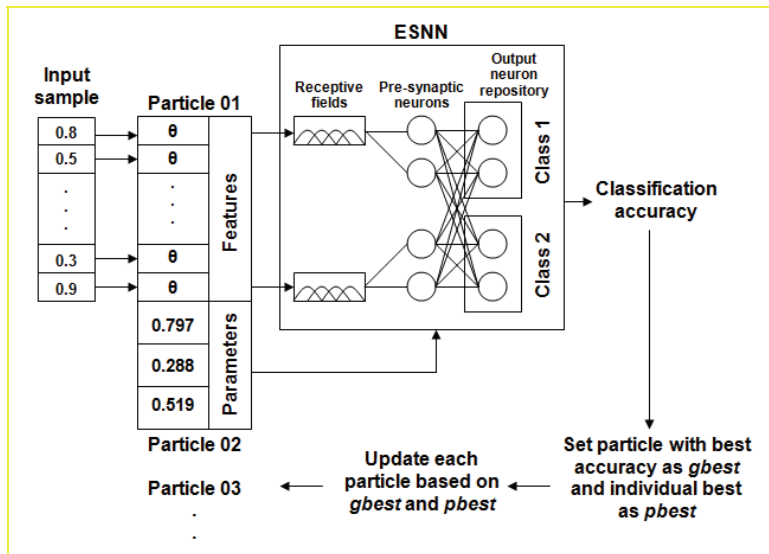 ESNN
Input
sample
Particle 01
Receptive
fields
Pre-synaptic
neurons
Output
neuron
repository
0.8
0.5
.
.
.
0.3
0.9
θ
θ
.
.
.
θ
θ
Features
0.797
0.288
0.519
Parameters
Class 1
Class 2
Classification
accuracy
Set particle with best
accuracy as gbest
and individual best
as pbest
Update each
particle based on
gbest and pbest
Particle 02
Particle 03
.
.